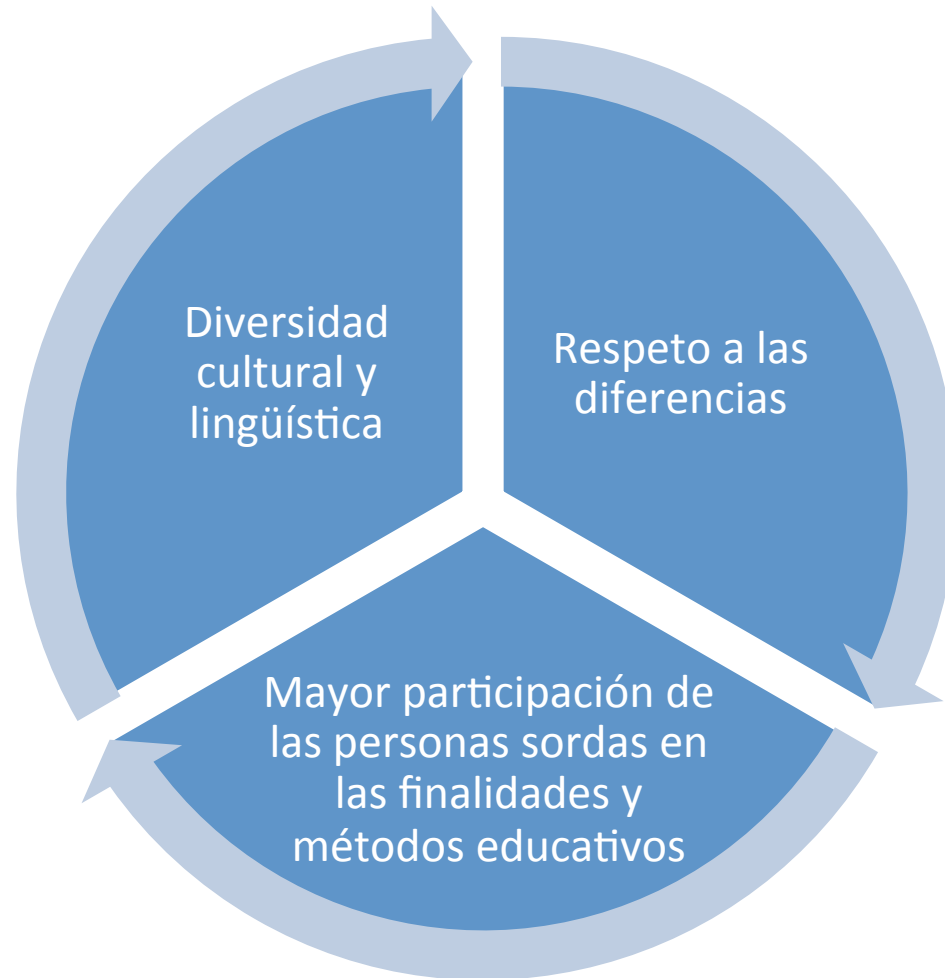 Diversidad
cultural y
lingüística
Respeto a las
diferencias
Mayor participación de
las personas sordas en
las finalidades y
métodos educativos